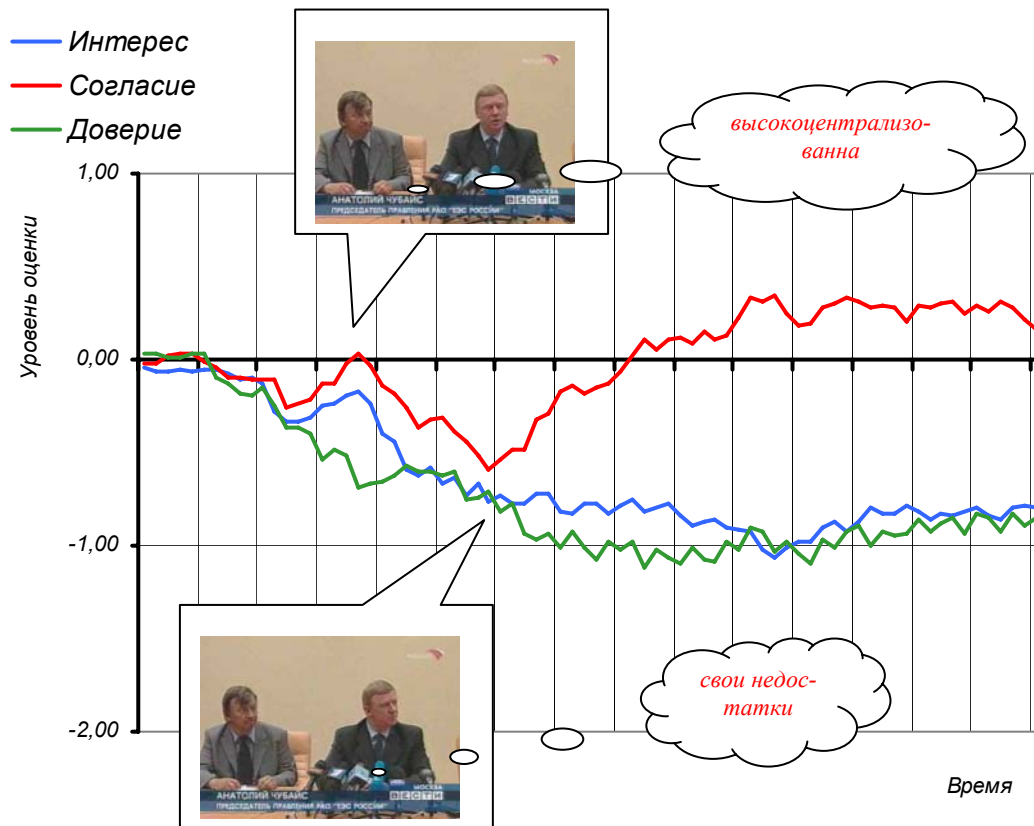 Интерес
Согласие
Доверие
МОСКВА
ВЕСТИ
АНАТОЛИЙ ЧУБАЙС
ПРЕДСЕДАТЕЛЬ ПРАВЛЕНИЯ РАО "ЕЭС РОССИИ"
высокоцентрализо-
ванна
1,00
Уровень оценки
0,00
-1,00
-2,00
свои недос-
татки
МОСКВА
ВЕСТИ
АНАТОЛИЙ ЧУБАЙС
ПРЕДСЕДАТЕЛЬ ПРАВЛЕНИЯ РАО "ЕЭС РОССИИ"
Время